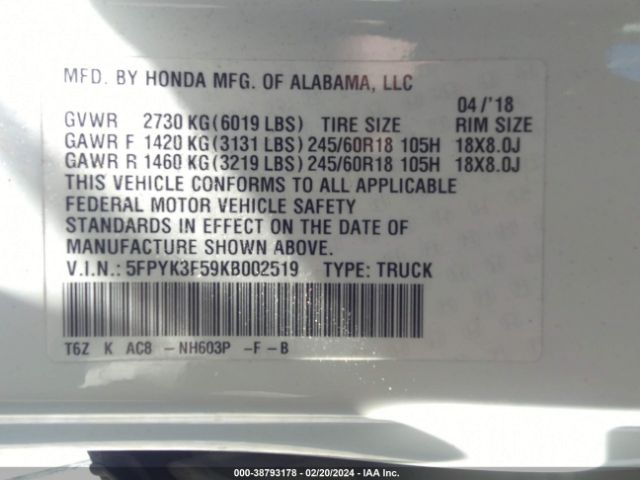 MFD. BY HONDA MFG. OF ALABAMA, LLC
04/'18
GVWR 2730 KG(6019 LBS) TIRE SIZE RIM SIZE
GAWR F 1420 KG(3131 LBS) 245/60R18 105H 18X8.0J
GAWR R 1460 KG(3219 LBS) 245/60R18 105H 18X8.0J
THIS VEHICLE CONFORMS TO ALL APPLICABLE
FEDERAL MOTOR VEHICLE SAFETY
STANDARDS IN EFFECT ON THE DATE OF
MANUFACTURE SHOWN ABOVE.
V.I.N.: 5FPYK3F59KB002519 TYPE: TRUCK
T6Z K AC8 - NH603P - F - B
000-38793178 - 02/20/2024 - IAA Inc.